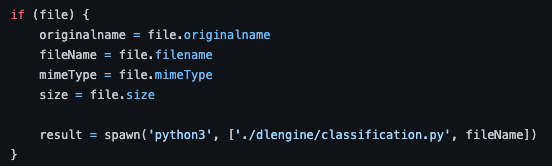 if (file) {
    originalname = file.originalname
    fileName = file.filename
    mimeType = file.mimeType
    size = file.size

    result = spawn('python3', ['./dlengine/classification.py', fileName])
}